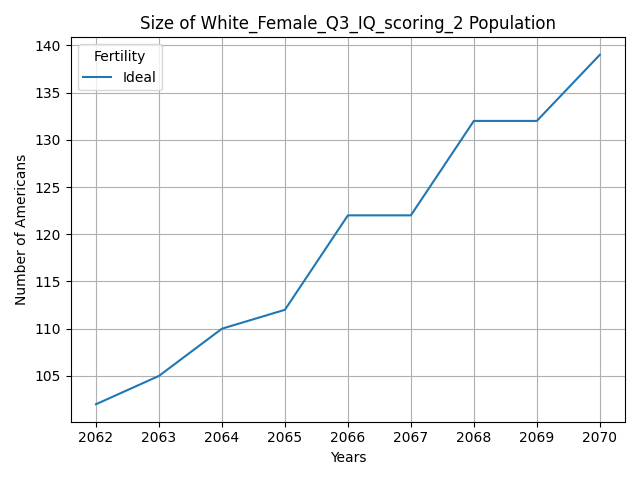 Size of White_Female_Q3_IQ_scoring_2 Population
Fertility
Ideal
Number of Americans
140
135
130
125
120
115
110
105
2062 2063 2064 2065 2066 2067 2068 2069 2070
Years